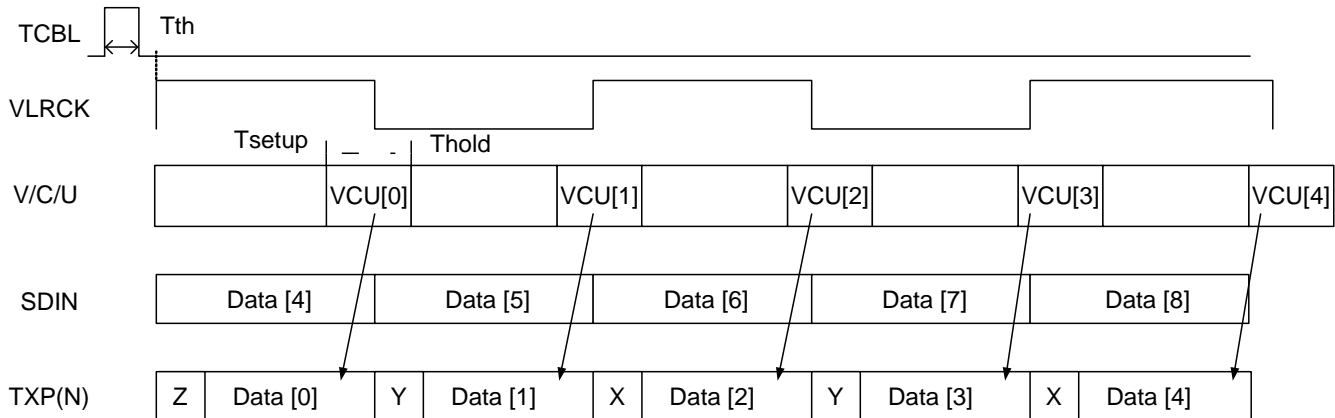 TCBL Tth
VLRCK
Tsetup Thold
V/C/U VCU[0] VCU[1] VCU[2] VCU[3] VCU[4]
SDIN Data [4] Data [5] Data [6] Data [7] Data [8]
TXP(N) Z Data [0] Y Data [1] X Data [2] Y Data [3] X Data [4]